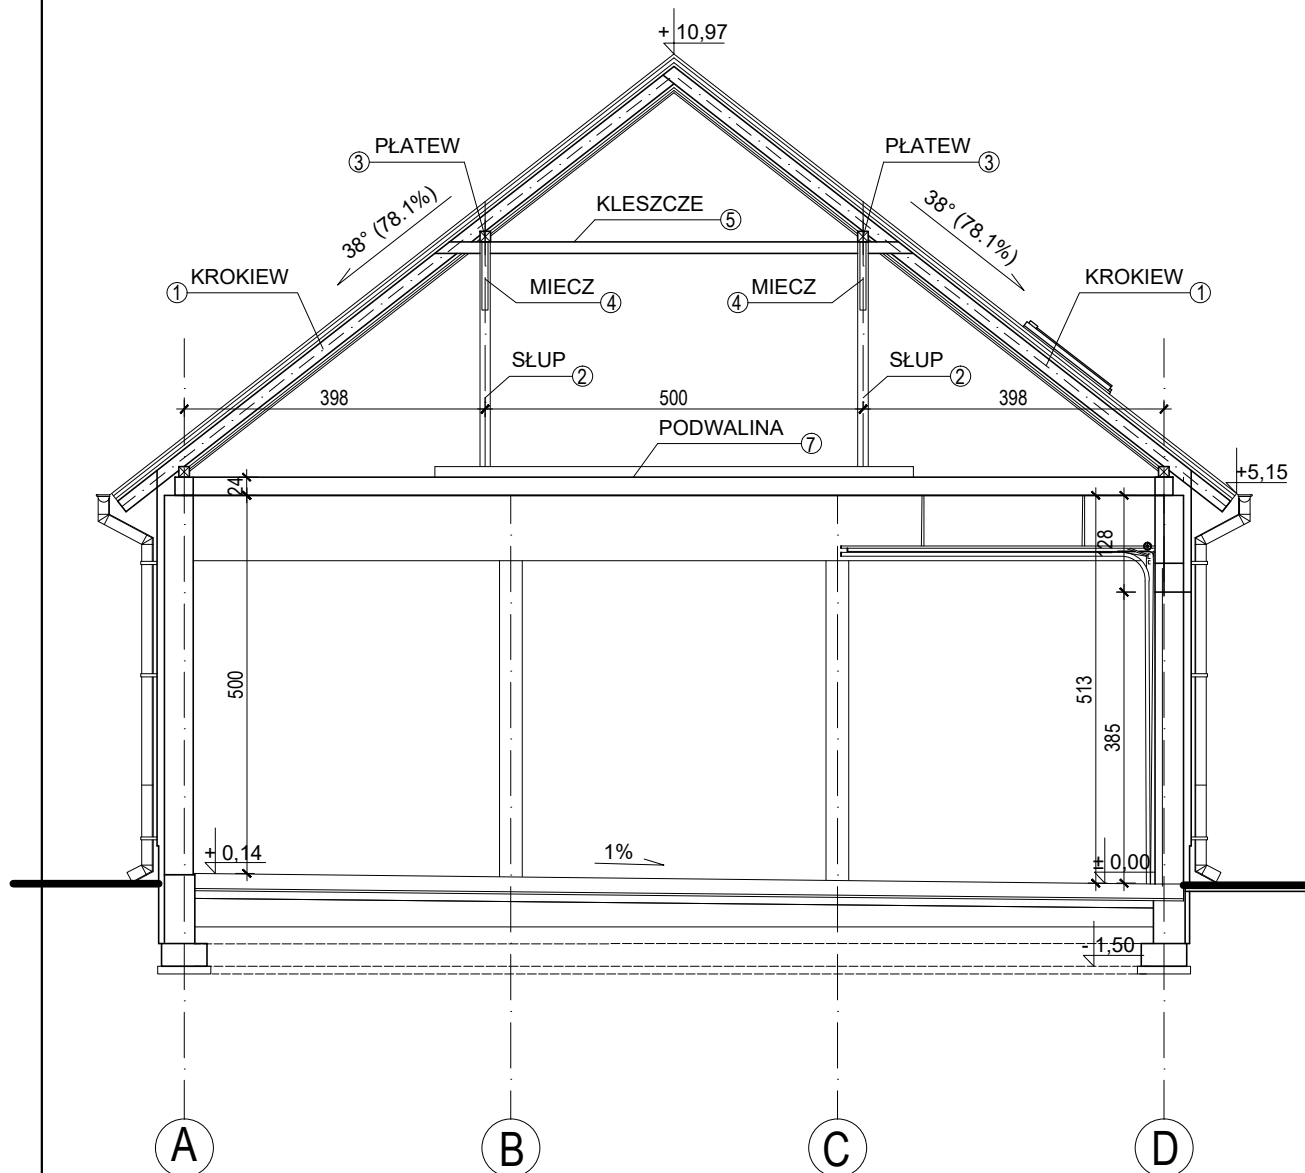 + 10,97
PŁATEW
3
PŁATEW
3
38° (78.1%)
KLESZCZE
5
38° (78.1%)
KROKIEW
1
MIECZ
4
MIECZ
4
KROKIEW
1
SŁUP
2
SŁUP
2
398
500
398
PODWALINA
7
+5,15
24
128
500
513
385
+ 0,14
1%
± 0,00
- 1,50
A
B
C
D